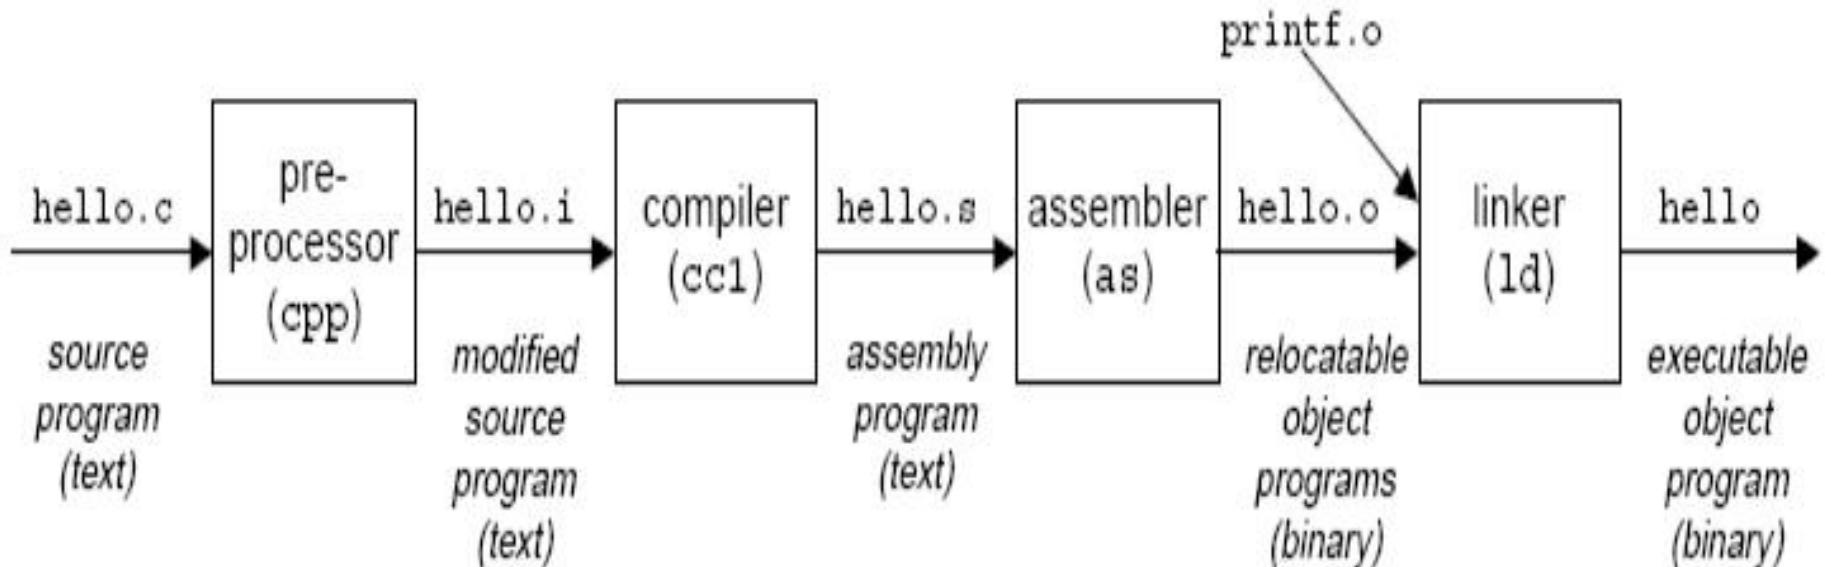 printf.o
hello.c
pre-
processor
(cpp)
hello.i
compiler
(cc1)
hello.s
assembler
(as)
hello.o
linker
(ld)
hello
source
program
(text)
modified
source
program
(text)
assembly
program
(text)
relocatable
object
programs
(binary)
executable
object
program
(binary)